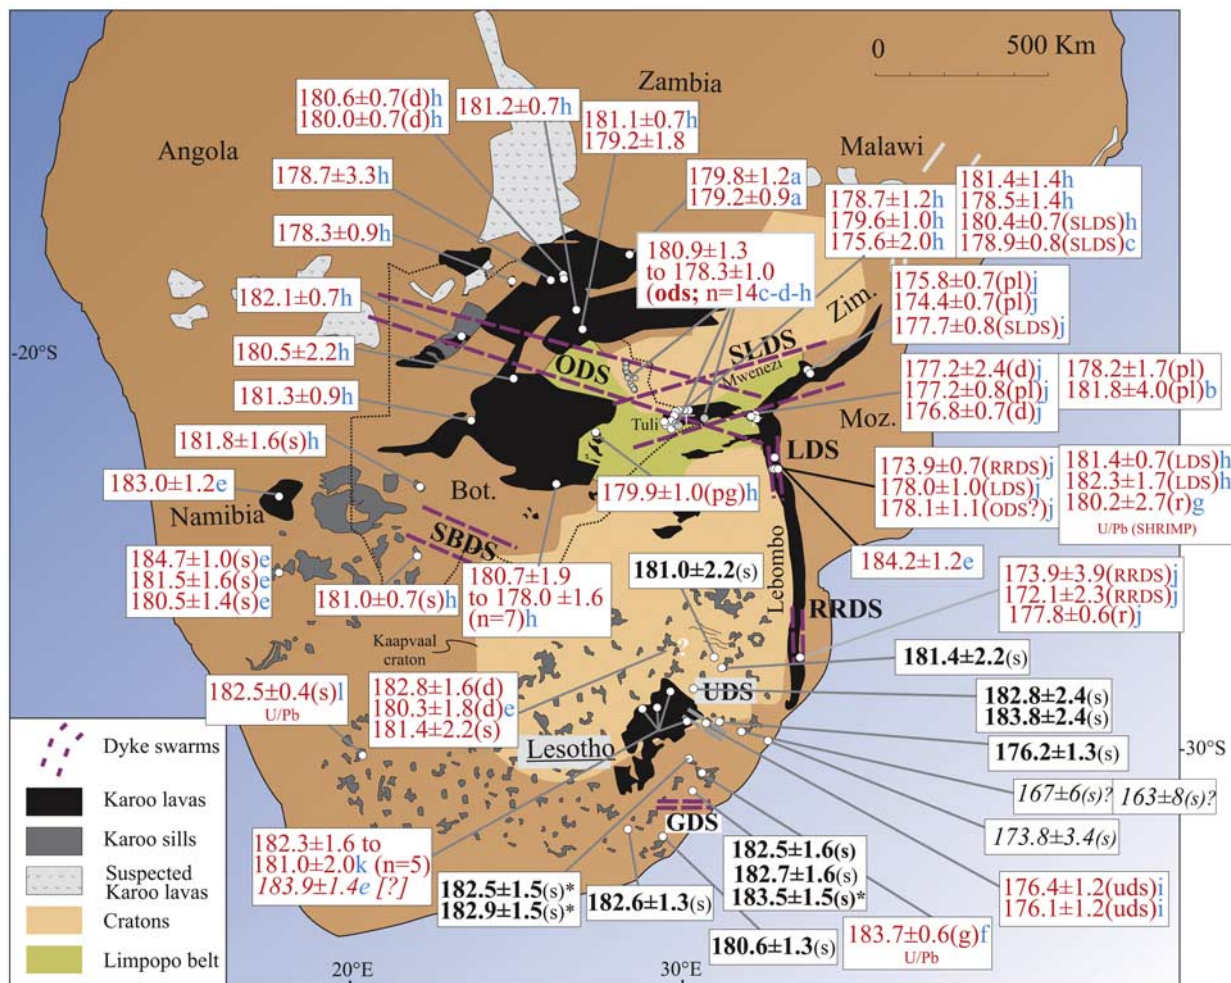 0 500 Km
Zambia
Angola
Malawi
180.6±0.7(d)h
180.0±0.7(d)h
181.2±0.7h
181.1±0.7h
179.2±1.8
178.7±3.3h
179.8±1.2a
179.2±0.9a
178.7±1.2h
179.6±1.0h
175.6±2.0h
181.4±1.4h
178.5±1.4h
180.4±0.7(SLDS)h
178.9±0.8(SLDS)c
178.3±0.9h
180.9±1.3
to 178.3±1.0
(ods; n=14c-d-h
182.1±0.7h
175.8±0.7(pl)j
174.4±0.7(pl)j
177.7±0.8(SLDS)j
Zim.
-20°S
180.5±2.2h
ODS
SLDS
Mwenezi
177.2±2.4(d)j
177.2±0.8(pl)j
176.8±0.7(d)j
178.2±1.7(pl)
181.8±4.0(pl)b
181.3±0.9h
Tuli
Moz.
181.8±1.6(s)h
LDS
183.0±1.2e
Namibia
Bot.
179.9±1.0(pg)h
173.9±0.7(RRDS)j
178.0±1.0(LDS)j
178.1±1.1(ODS?)j
181.4±0.7(LDS)h
182.3±1.7(LDS)h
180.2±2.7(r)g
U/Pb (SHRIMP)
SBDS
184.7±1.0(s)e
181.5±1.6(s)e
180.5±1.4(s)e
181.0±0.7(s)h
180.7±1.9
to 178.0 ±1.6
(n=7)h
181.0±2.2(s)
Lebombo
184.2±1.2e
RRDS
173.9±3.9(RRDS)j
172.1±2.3(RRDS)j
177.8±0.6(r)j
Kaapvaal
craton
?
181.4±2.2(s)
182.5±0.4(s)l
U/Pb
182.8±1.6(d)
180.3±1.8(d)e
181.4±2.2(s)
UDS
182.8±2.4(s)
183.8±2.4(s)
Lesotho
176.2±1.3(s)
-30°S
167±6(s)? 163±8(s)?
173.8±3.4(s)
GDS
182.3±1.6 to
181.0±2.0k (n=5)
183.9±1.4e [?]
182.5±1.5(s)*
182.9±1.5(s)*
182.6±1.3(s)
182.5±1.6(s)
182.7±1.6(s)
183.5±1.5(s)*
176.4±1.2(uds)i
176.1±1.2(uds)i
180.6±1.3(s)
183.7±0.6(g)f
U/Pb
20°E
30°E
Dyke swarms
Karoo lavas
Karoo sills
Suspected
Karoo lavas
Cratons
Limpopo belt